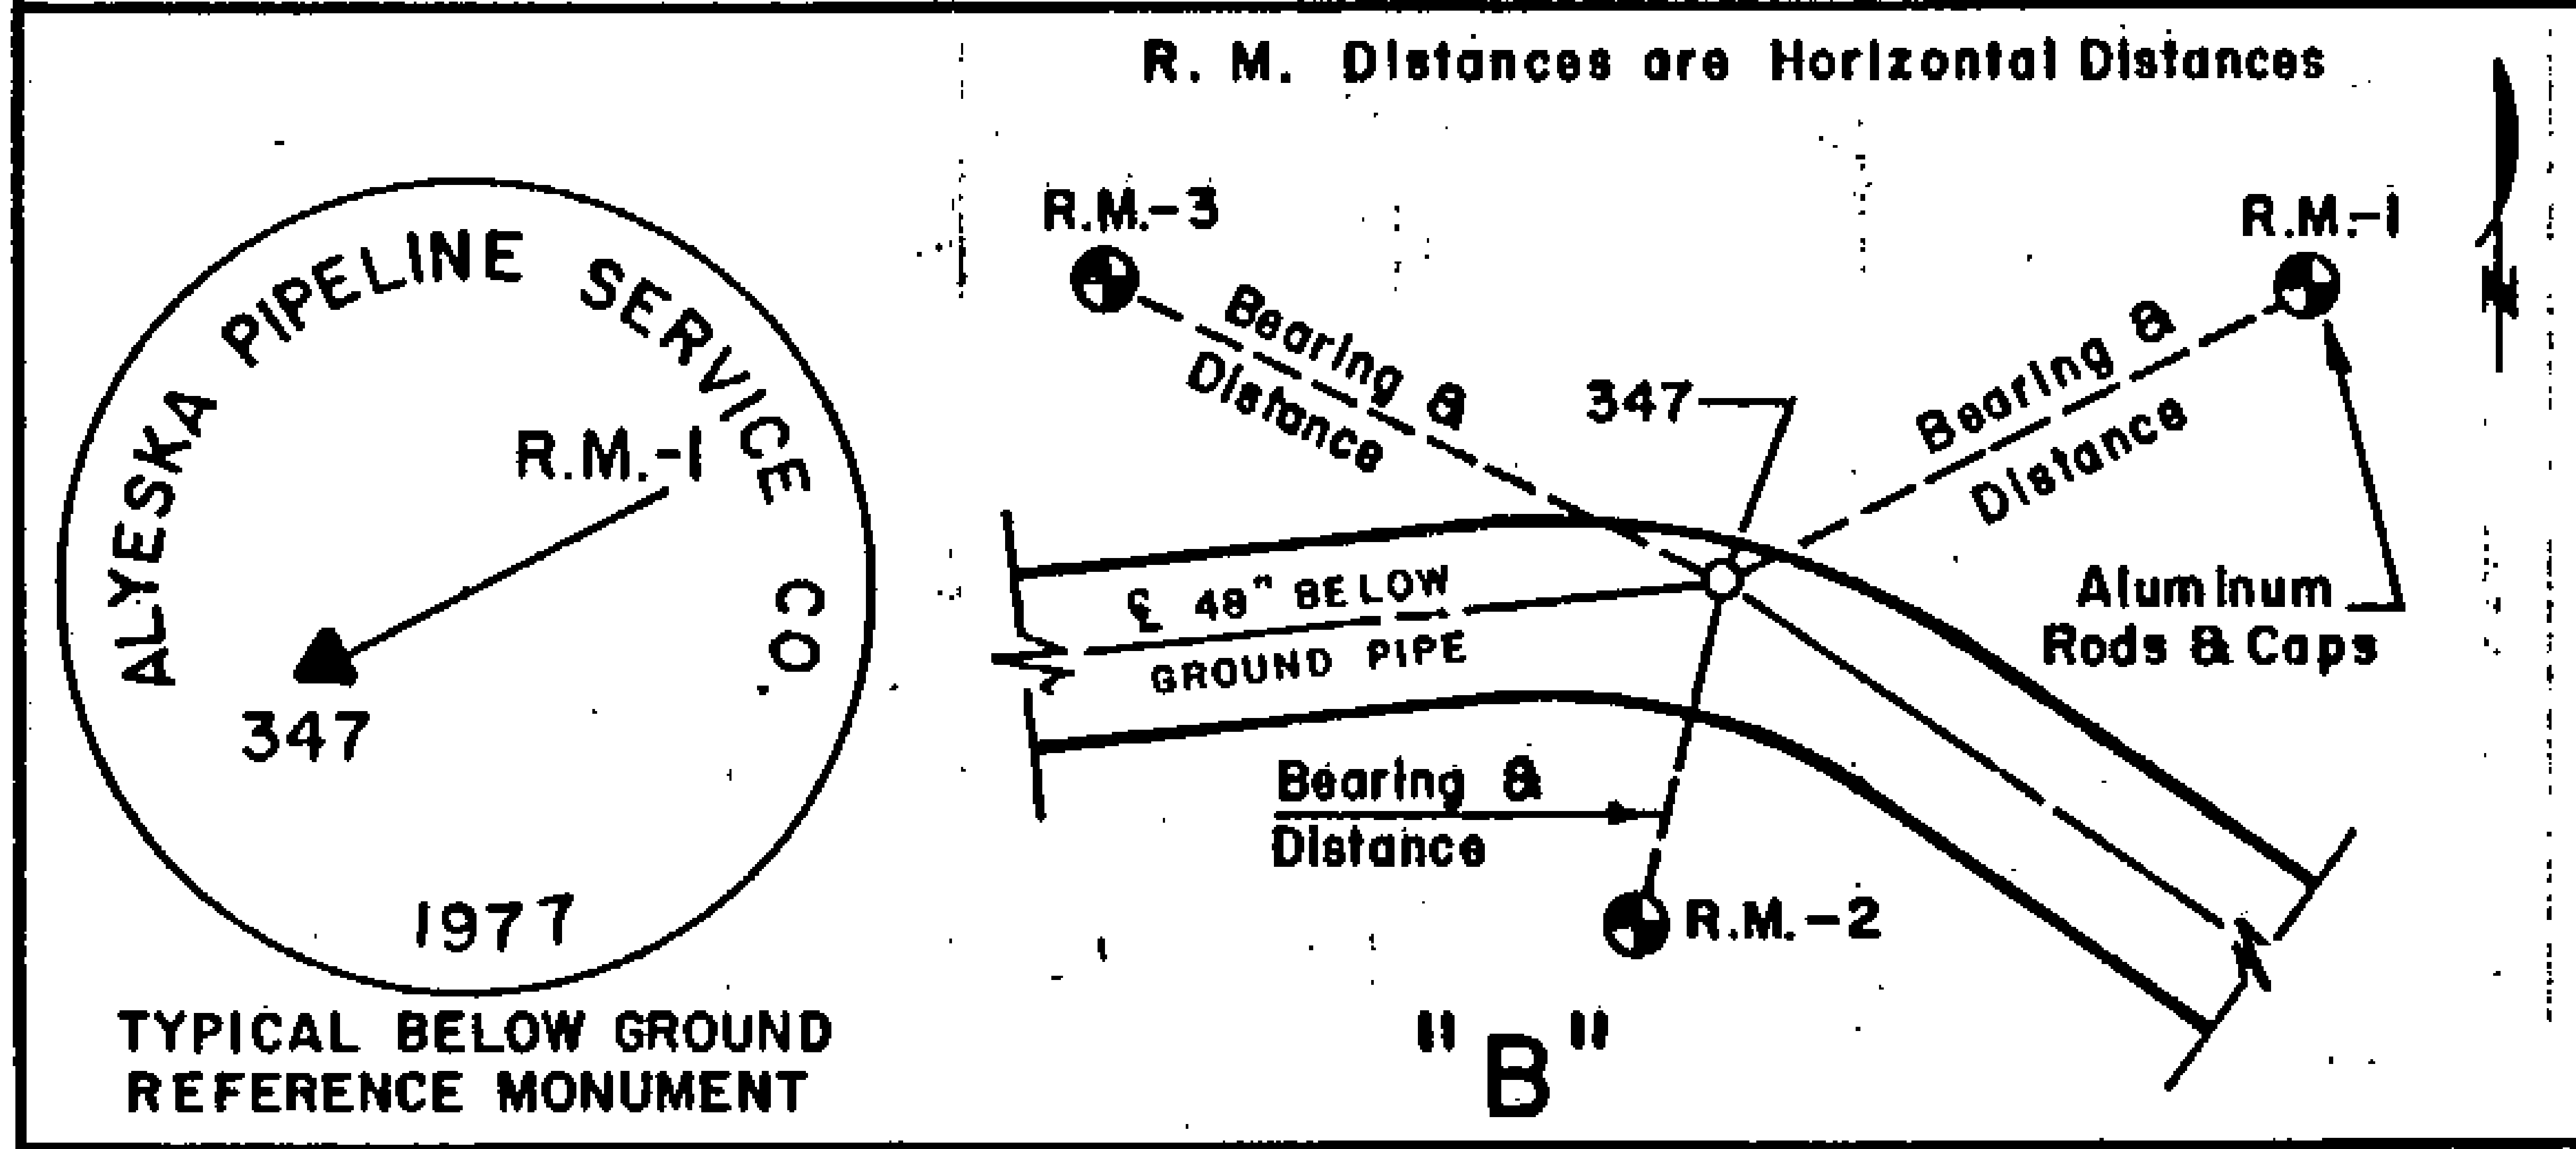 R. M. Distances are Horizontal Distances
ALYESKA PIPELINE SERVICE CO.
R.M.-1
347
1977
TYPICAL BELOW GROUND
REFERENCE MONUMENT
R.M.-3
R.M.-1
N
Bearing &
Distance
347
Bearing &
Distance
Aluminum
Rods & Caps
℄ 48" BELOW
GROUND PIPE
Bearing &
Distance
R.M.-2
"B"